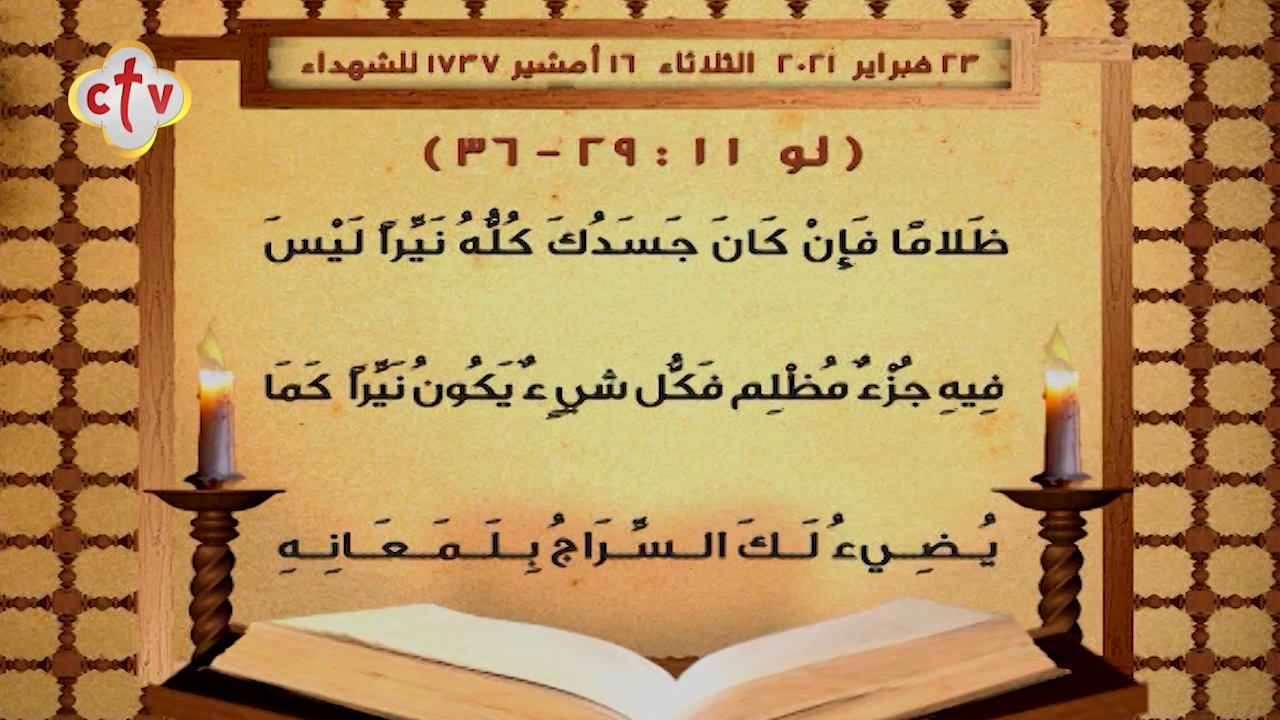 ٢٣ فبراير ٢٠٢١ الثلاثاء ١٦ أمشير ١٧٣٧ للشهداء
CTV
(لو ١١ : ٢٩ - ٣٦)
ظَلامًا فَإِنْ كَانَ جَسَدُكَ كُلُّهُ نَيِّراً لَيْسَ
فِيهِ جُزْءٌ مُظْلِم فَكُّل شيٍءٌ يَكُونُ نَيِّراً كَمَا
يُضِيءُ لَكَ السِّرَاجُ بِلَمَعَانِهِ